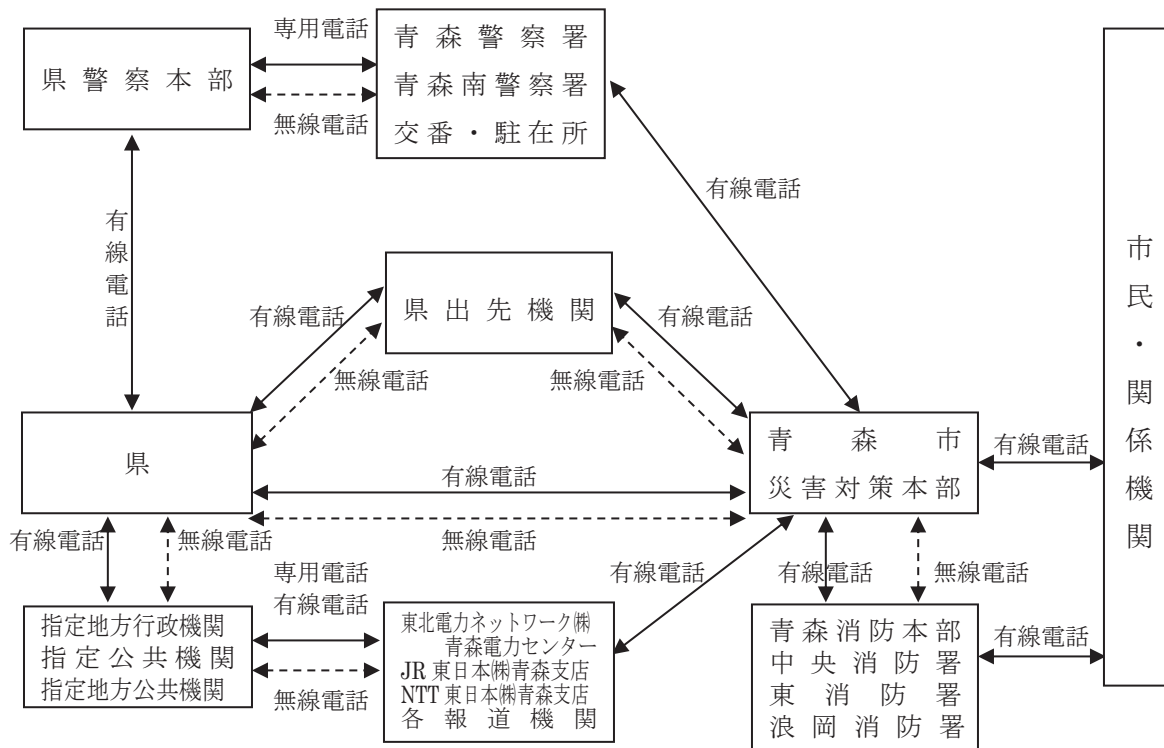 専用電話
県警察本部
青森警察署
青森南警察署
交番・駐在所
無線電話
有線電話
有線電話
市民・関係機関
県出先機関
有線電話
有線電話
無線電話
無線電話
県
青森市
災害対策本部
有線電話
有線電話
無線電話
有線電話
無線電話
専用電話
有線電話
無線電話
有線電話
有線電話
無線電話
指定地方行政機関
指定公共機関
指定地方公共機関
東北電力ネットワーク㈱
青森電力センター
JR東日本㈱青森支店
NTT東日本㈱青森支店
各報道機関
青森消防本部
中央消防署
東消防署
浪岡消防署
有線電話